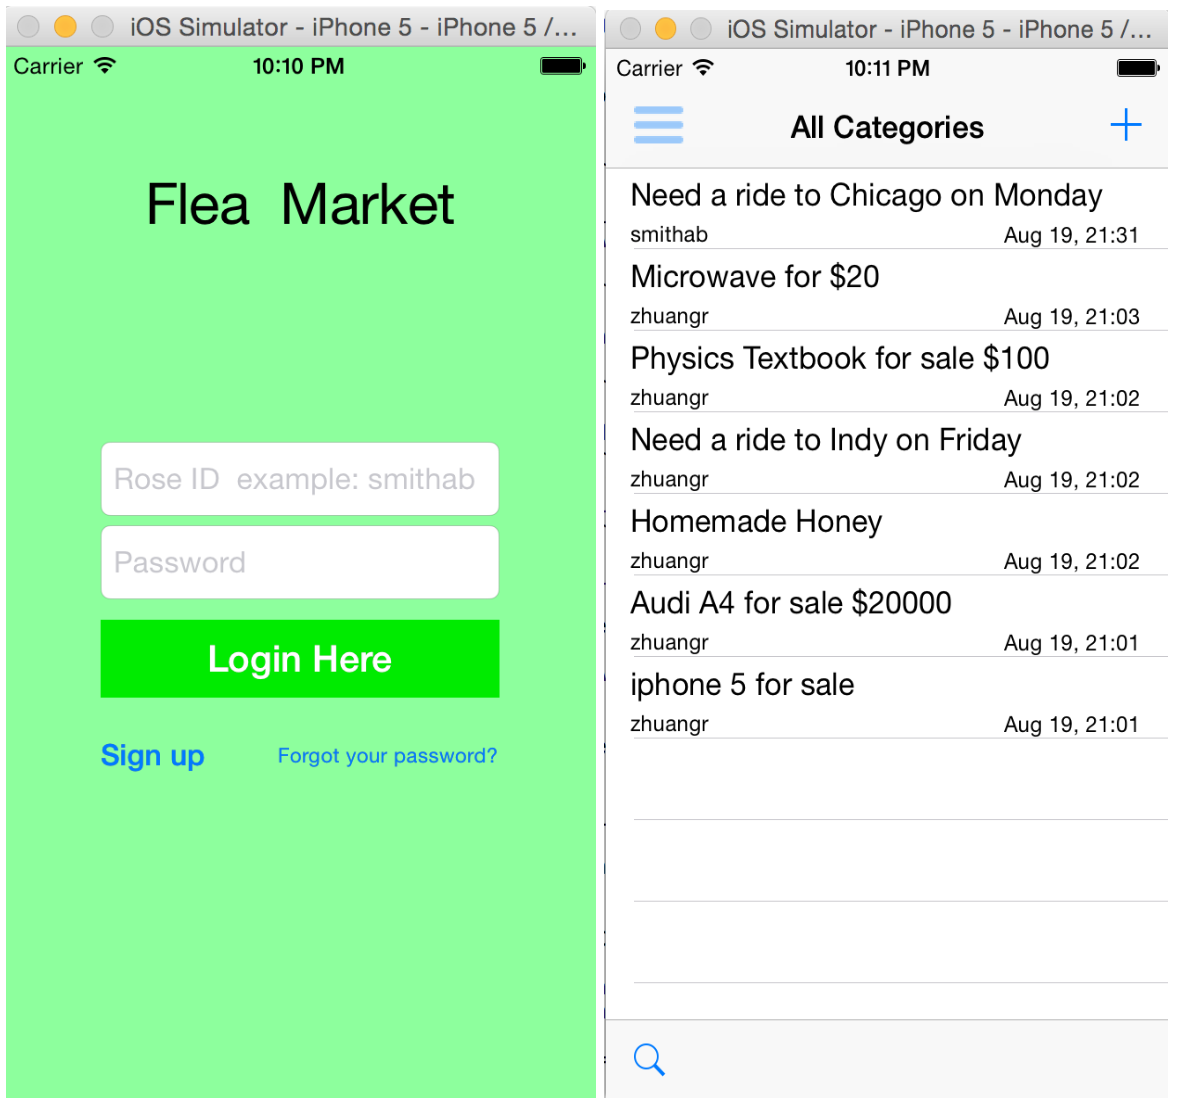 iOS Simulator - iPhone 5 - iPhone 5 /...
Carrier 10:10 PM
Flea Market
Rose ID example: smithab
Password
Login Here
Sign up Forgot your password?
iOS Simulator - iPhone 5 - iPhone 5 /...
Carrier 10:11 PM
All Categories
Need a ride to Chicago on Monday
smithab Aug 19, 21:31
Microwave for $20
zhuangr Aug 19, 21:03
Physics Textbook for sale $100
zhuangr Aug 19, 21:02
Need a ride to Indy on Friday
zhuangr Aug 19, 21:02
Homemade Honey
zhuangr Aug 19, 21:02
Audi A4 for sale $20000
zhuangr Aug 19, 21:01
iphone 5 for sale
zhuangr Aug 19, 21:01